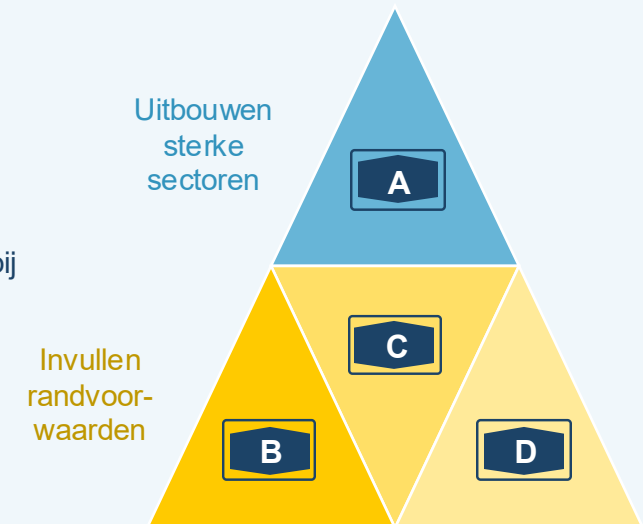 Uitbouwen
sterke
sectoren
A
C
Invullen
randvoor-
waarden
B
D